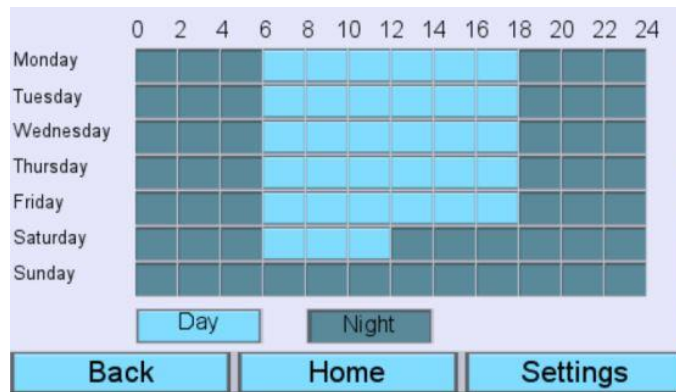 0 2 4 6 8 10 12 14 16 18 20 22 24
Monday
Tuesday
Wednesday
Thursday
Friday
Saturday
Sunday
Day Night
Back Home Settings